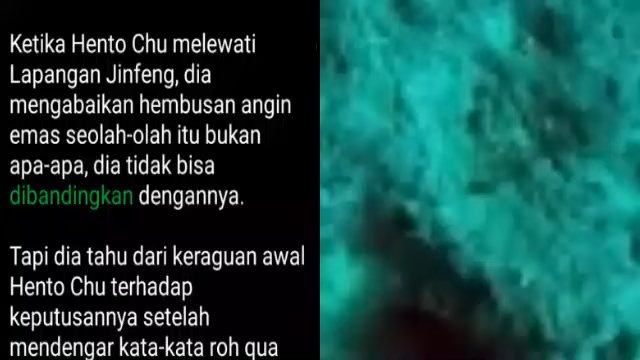 Ketika Hento Chu melewati
Lapangan Jinfeng, dia
mengabaikan hembusan angin
emas seolah-olah itu bukan
apa-apa, dia tidak bisa
dibandingkan dengannya.
Tapi dia tahu dari keraguan awal
Hento Chu terhadap
keputusannya setelah
mendengar kata-kata roh qua